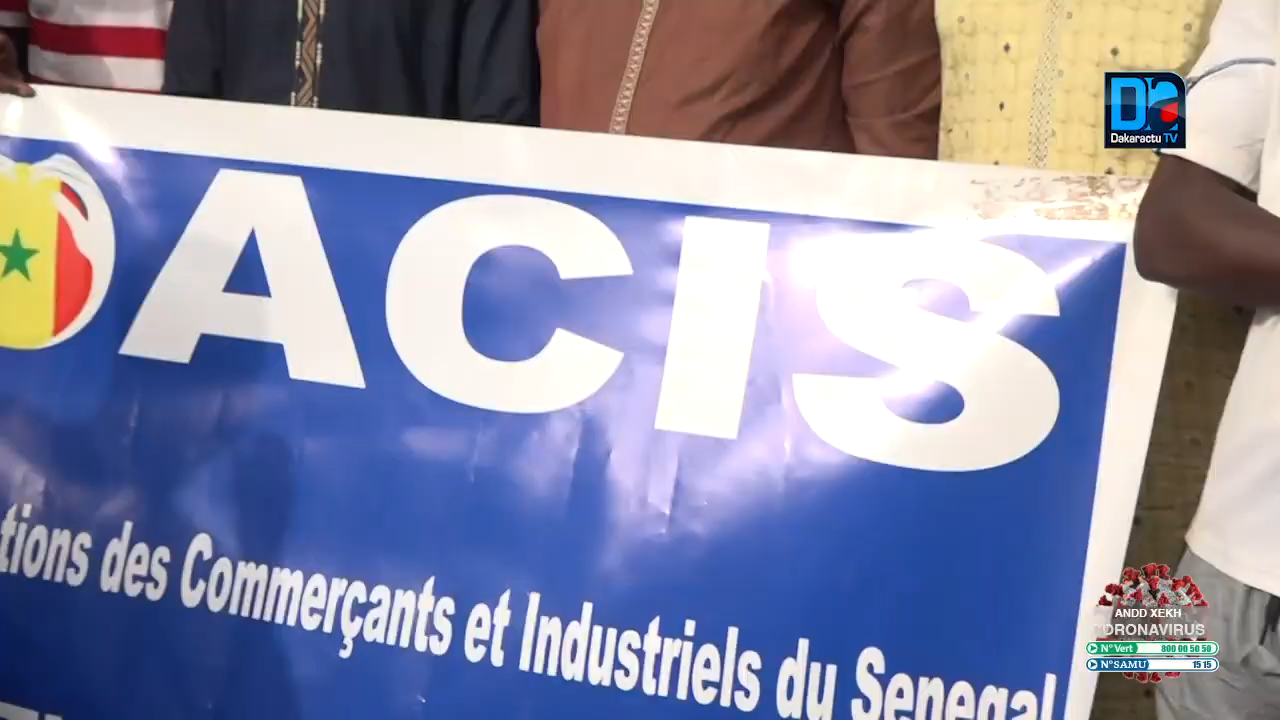 DA
Dakaractu TV
ACIS
tions des Commerçants et Industriels du Senegal
ANDD XEKH
CORONAVIRUS
N° Vert 800 00 50 50
N°SAMU 15 15